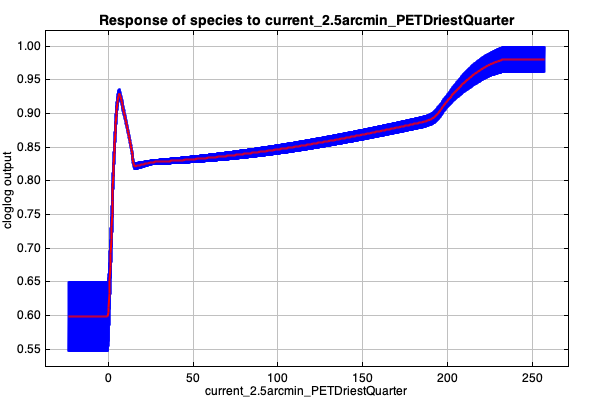 Response of species to current_2.5arcmin_PETDriestQuarter
1.00
0.95
0.90
0.85
0.80
0.75
0.70
0.65
0.60
0.55
cloglog output
0 50 100 150 200 250
current_2.5arcmin_PETDriestQuarter